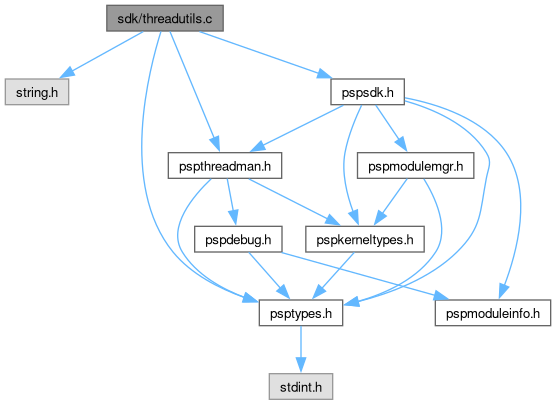 sdk/threadutils.c
string.h
pspsdk.h
pspthreadman.h
pspmodulemgr.h
pspdebug.h
pspkerneltypes.h
psptypes.h
pspmoduleinfo.h
stdint.h